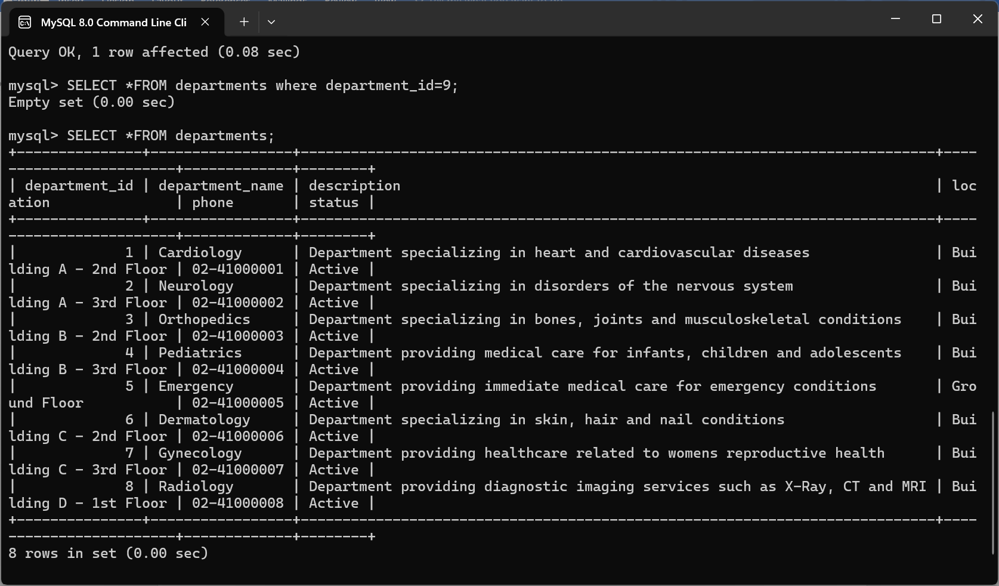 MySQL 8.0 Command Line Cli
Query OK, 1 row affected (0.08 sec)
mysql> SELECT *FROM departments where department_id=9;
Empty set (0.00 sec)
mysql> SELECT *FROM departments;
+---------------+-----------------+----------------------------------------------------------------------------+----
--------------------+-------------+--------+
| department_id | department_name | description                                                                | loc
ation               | phone       | status |
+---------------+-----------------+----------------------------------------------------------------------------+----
--------------------+-------------+--------+
|             1 | Cardiology      | Department specializing in heart and cardiovascular diseases               | Bui
lding A - 2nd Floor | 02-41000001 | Active |
|             2 | Neurology       | Department specializing in disorders of the nervous system                 | Bui
lding A - 3rd Floor | 02-41000002 | Active |
|             3 | Orthopedics     | Department specializing in bones, joints and musculoskeletal conditions    | Bui
lding B - 2nd Floor | 02-41000003 | Active |
|             4 | Pediatrics      | Department providing medical care for infants, children and adolescents    | Bui
lding B - 3rd Floor | 02-41000004 | Active |
|             5 | Emergency       | Department providing immediate medical care for emergency conditions       | Gro
und Floor           | 02-41000005 | Active |
|             6 | Dermatology     | Department specializing in skin, hair and nail conditions                  | Bui
lding C - 2nd Floor | 02-41000006 | Active |
|             7 | Gynecology      | Department providing healthcare related to womens reproductive health      | Bui
lding C - 3rd Floor | 02-41000007 | Active |
|             8 | Radiology       | Department providing diagnostic imaging services such as X-Ray, CT and MRI | Bui
lding D - 1st Floor | 02-41000008 | Active |
+---------------+-----------------+----------------------------------------------------------------------------+----
--------------------+-------------+--------+
8 rows in set (0.00 sec)